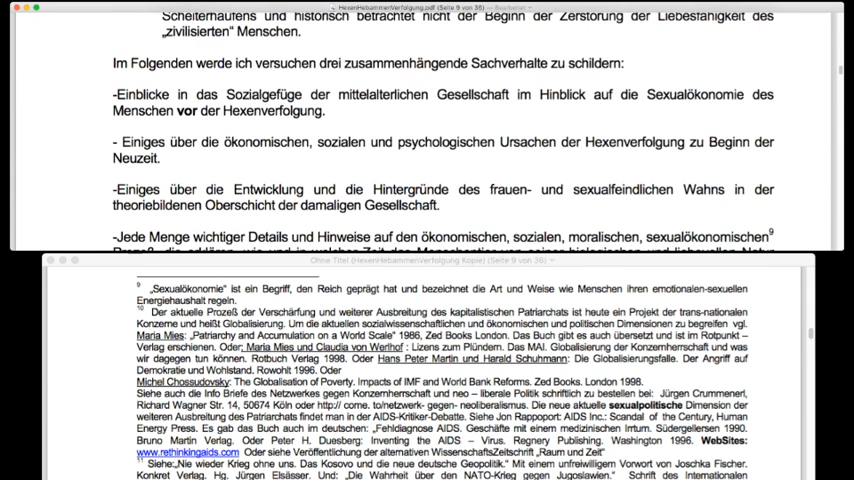 HexenHebammenVerfolgung.pdf (Seite 9 von 36) — Bearbeitet
Scheiterhaufens und historisch betrachtet nicht der Beginn der Zerstörung der Liebesfähigkeit des
„zivilisierten“ Menschen.
Im Folgenden werde ich versuchen drei zusammenhängende Sachverhalte zu schildern:
-Einblicke in das Sozialgefüge der mittelalterlichen Gesellschaft im Hinblick auf die Sexualökonomie des
Menschen vor der Hexenverfolgung.
- Einiges über die ökonomischen, sozialen und psychologischen Ursachen der Hexenverfolgung zu Beginn der
Neuzeit.
-Einiges über die Entwicklung und die Hintergründe des frauen- und sexualfeindlichen Wahns in der
theoriebildenen Oberschicht der damaligen Gesellschaft.
-Jede Menge wichtiger Details und Hinweise auf den ökonomischen, sozialen, moralischen, sexualökonomischen9
Ohne Titel (HexenHebammenVerfolgung Kopie) (Seite 9 von 36)
9 „Sexualökonomie“ ist ein Begriff, den Reich geprägt hat und bezeichnet die Art und Weise wie Menschen ihren emotionalen-sexuellen
Energiehaushalt regeln.
10 Der aktuelle Prozeß der Verschärfung und weiterer Ausbreitung des kapitalistischen Patriarchats ist heute ein Projekt der trans-nationalen
Konzerne und heißt Globalisierung. Um die aktuellen sozialwissenschaftlichen und ökonomischen und politischen Dimensionen zu begreifen vgl.
Maria Mies: „Patriarchy and Accumulation on a World Scale“ 1986, Zed Books London. Das Buch gibt es auch übersetzt und ist im Rotpunkt –
Verlag erschienen. Oder: Maria Mies und Claudia von Werlhof : Lizens zum Plündern. Das MAI. Globalisierung der Konzernherrschaft und was
wir dagegen tun können. Rotbuch Verlag 1998. Oder Hans Peter Martin und Harald Schuhmann: Die Globalisierungsfalle. Der Angriff auf
Demokratie und Wohlstand. Rowohlt 1996. Oder
Michel Chossudovsky: The Globalisation of Poverty. Impacts of IMF and World Bank Reforms. Zed Books. London 1998.
Siehe auch die Info Briefe des Netzwerkes gegen Konzernherrschaft und neo – liberale Politik schriftlich zu bestellen bei: Jürgen Crummenerl,
Richard Wagner Str. 14, 50674 Köln oder http:// come. to/netzwerk- gegen- neoliberalismus. Die neue aktuelle sexualpolitische Dimension der
weiteren Ausbreitung des Patriarchats findet man in der AIDS-Kritiker-Debatte. Siehe Jon Rappoport: AIDS Inc.: Scandal of the Century, Human
Energy Press. Es gab das Buch auch im deutschen: „Fehldiagnose AIDS. Geschäfte mit einem medizinischen Irrtum. Südergellersen 1990.
Bruno Martin Verlag. Oder Peter H. Duesberg: Inventing the AIDS – Virus. Regnery Publishing. Washington 1996. WebSites:
www.rethinkingaids.com Oder siehe Veröffentlichung der alternativen WissenschaftsZeitschrift „Raum und Zeit“
11 Siehe:„Nie wieder Krieg ohne uns. Das Kosovo und die neue deutsche Geopolitik.“ Mit einem unfreiwilligem Vorwort von Joschka Fischer.
Konkret Verlag. Hg. Jürgen Elsässer. Und: „Die Wahrheit über den NATO-Krieg gegen Jugoslawien.“ Schrift des Internationalen